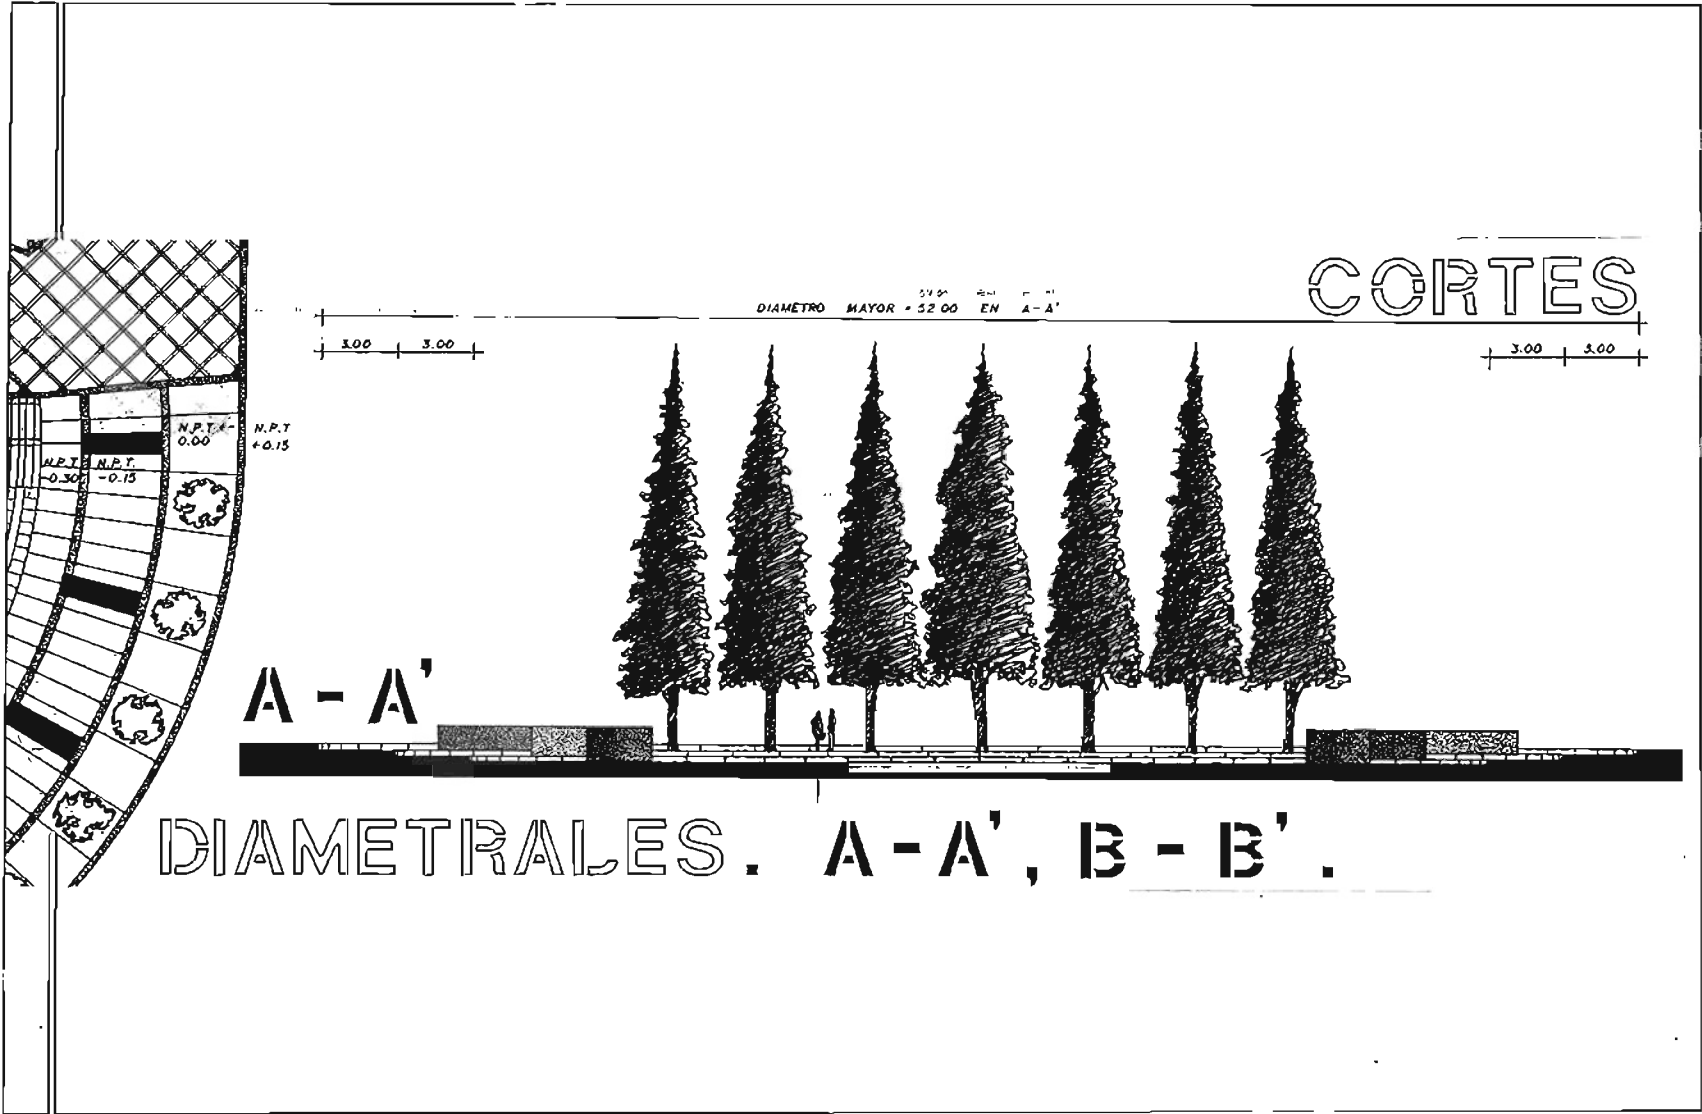 CORTES
DIAMETRO MAYOR = 52.00 EN A-A'
3.00 3.00
3.00 3.00
N.P.T.
0.00
N.P.T.
+0.15
N.P.T.
-0.30
N.P.T.
-0.15
A-A'
DIAMETRALES. A-A', B-B'.